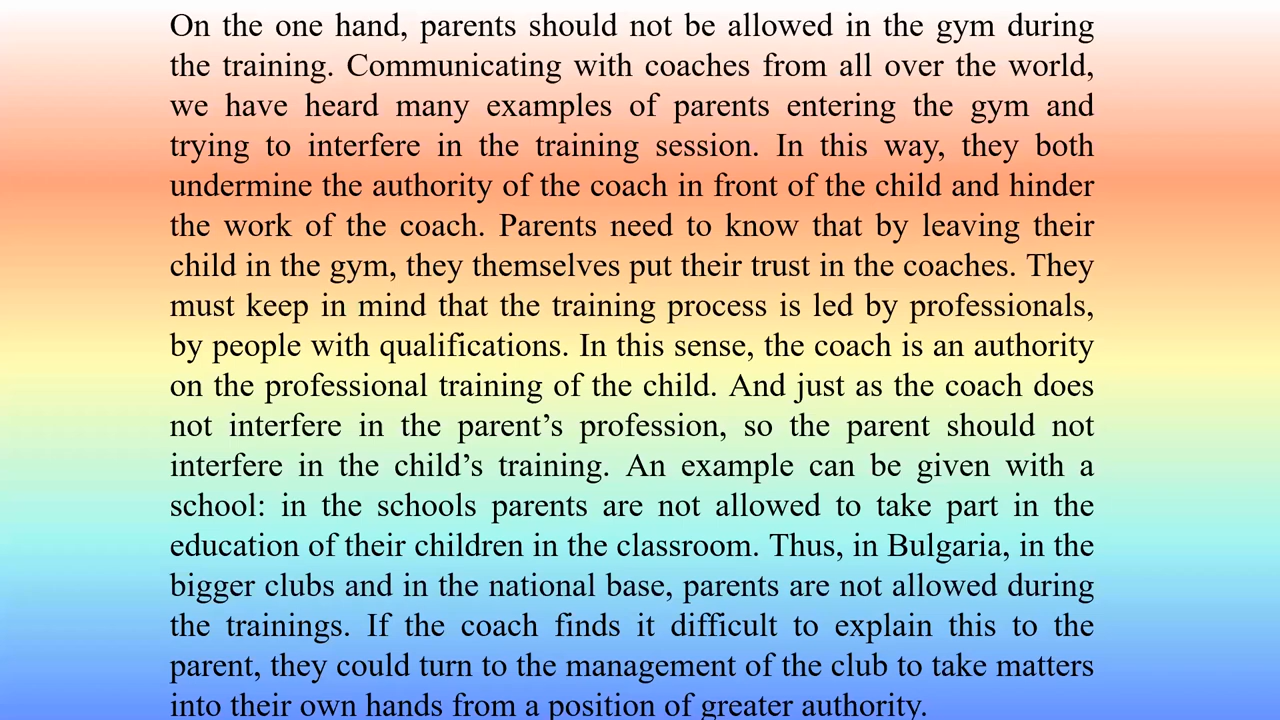 On the one hand, parents should not be allowed in the gym during
the training. Communicating with coaches from all over the world,
we have heard many examples of parents entering the gym and
trying to interfere in the training session. In this way, they both
undermine the authority of the coach in front of the child and hinder
the work of the coach. Parents need to know that by leaving their
child in the gym, they themselves put their trust in the coaches. They
must keep in mind that the training process is led by professionals,
by people with qualifications. In this sense, the coach is an authority
on the professional training of the child. And just as the coach does
not interfere in the parent’s profession, so the parent should not
interfere in the child’s training. An example can be given with a
school: in the schools parents are not allowed to take part in the
education of their children in the classroom. Thus, in Bulgaria, in the
bigger clubs and in the national base, parents are not allowed during
the trainings. If the coach finds it difficult to explain this to the
parent, they could turn to the management of the club to take matters
into their own hands from a position of greater authority.